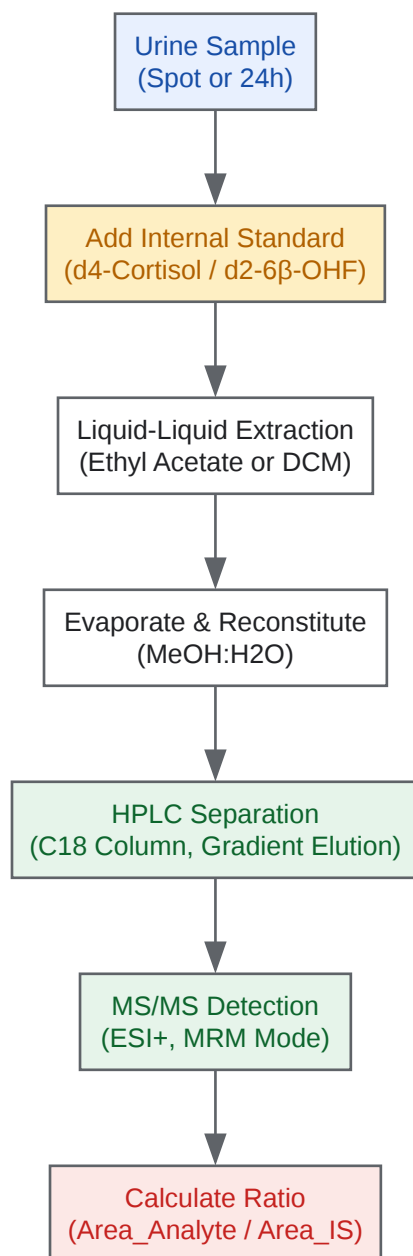 Urine Sample
(Spot or 24h)
Add Internal Standard
(d4-Cortisol / d2-6β-OHF)
Liquid-Liquid Extraction
(Ethyl Acetate or DCM)
Evaporate & Reconstitute
(MeOH:H2O)
HPLC Separation
(C18 Column, Gradient Elution)
MS/MS Detection
(ESI+, MRM Mode)
Calculate Ratio
(Area_Analyte / Area_IS)